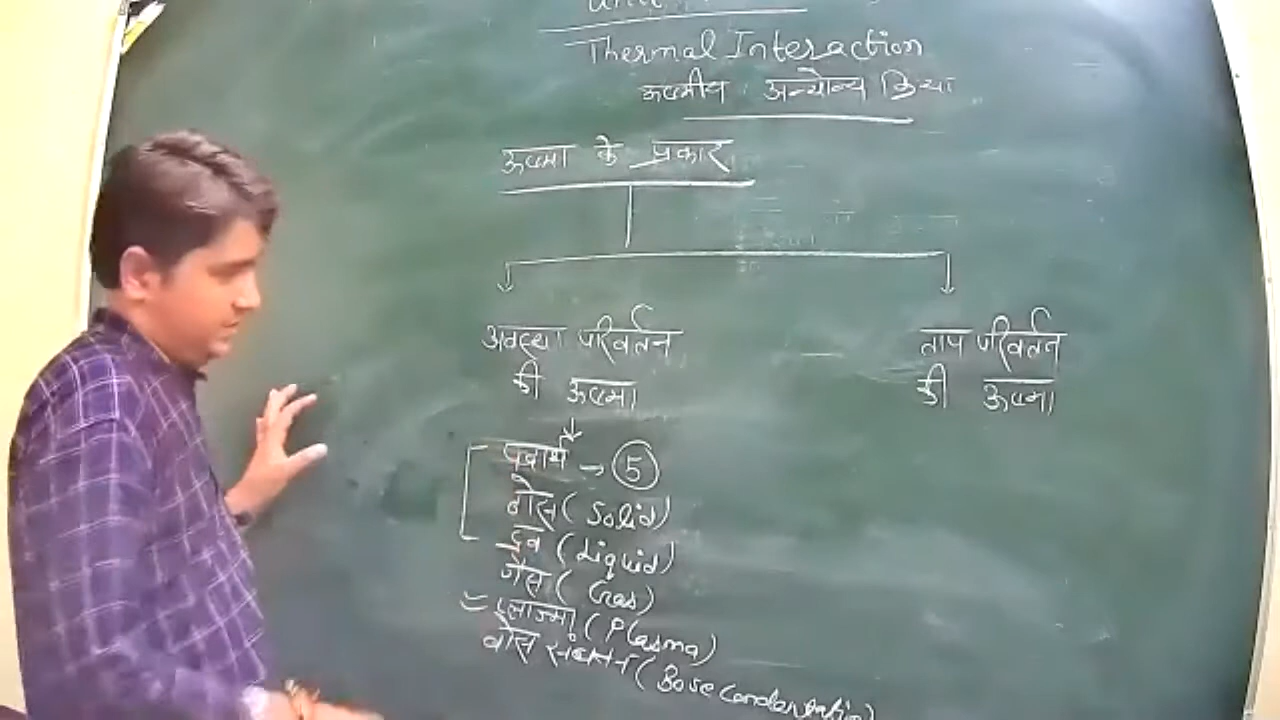 Thermal Interaction
ऊष्मीय अन्योन्य क्रिया
ऊष्मा के प्रकार
अवस्था परिवर्तन
की ऊष्मा
ताप परिवर्तन
की ऊष्मा
पदार्थ → 5
ठोस (Solid)
द्रव (Liquid)
गैस (Gas)
= प्लाज्मा (Plasma)
बोस संघनन (Bose Condensation)